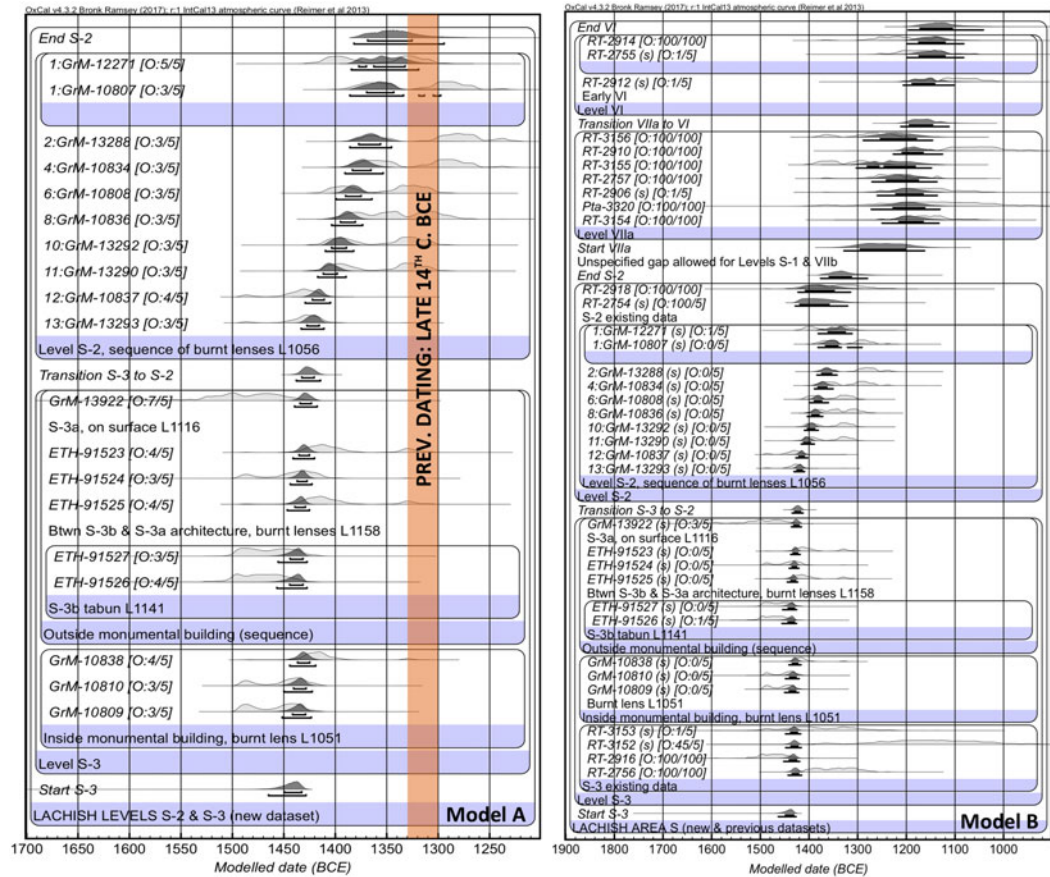 OxCal v4.3.2 Bronk Ramsey (2017); r:1 IntCal13 atmospheric curve (Reimer et al 2013)
A
End S-2
1:GrM-12271 [O:5/5]
1:GrM-10807 [O:3/5]
2:GrM-13288 [O:3/5]
4:GrM-10834 [O:3/5]
6:GrM-10808 [O:3/5]
8:GrM-10836 [O:3/5]
10:GrM-13292 [O:3/5]
11:GrM-13290 [O:3/5]
12:GrM-10837 [O:4/5]
13:GrM-13293 [O:3/5]
Level S-2, sequence of burnt lenses L1056
Transition S-3 to S-2
GrM-13922 [O:7/5]
S-3a, on surface L1116
ETH-91523 [O:4/5]
ETH-91524 [O:3/5]
ETH-91525 [O:4/5]
Btwn S-3b & S-3a architecture, burnt lenses L1158
ETH-91527 [O:3/5]
ETH-91526 [O:4/5]
S-3b tabun L1141
Outside monumental building (sequence)
GrM-10838 [O:4/5]
GrM-10810 [O:3/5]
GrM-10809 [O:3/5]
Inside monumental building, burnt lens L1051
Level S-3
Start S-3
LACHISH LEVELS S-2 & S-3 (new dataset)
Model A
PREV. DATING: LATE 14TH C. BCE
1700 1650 1600 1550 1500 1450 1400 1350 1300 1250
Modelled date (BCE)
OxCal v4.3.2 Bronk Ramsey (2017); r:1 IntCal13 atmospheric curve (Reimer et al 2013)
B
End VI
RT-2914 [O:100/100]
RT-2755 (s) [O:1/5]
RT-2912 (s) [O:1/5]
Early VI
Level VI
Transition VIIa to VI
RT-3156 [O:100/100]
RT-2910 [O:100/100]
RT-3155 [O:100/100]
RT-2757 [O:100/100]
RT-2906 (s) [O:1/5]
Pta-3320 [O:100/100]
RT-3154 [O:100/100]
Level VIIa
Start VIIa
Unspecified gap allowed for Levels S-1 & VIIb
End S-2
RT-2918 [O:100/100]
RT-2754 [O:100/5]
S-2 existing data
1:GrM-12271 (s) [O:1/5]
1:GrM-10807 (s) [O:0/5]
2:GrM-13288 (s) [O:0/5]
4:GrM-10834 (s) [O:0/5]
6:GrM-10808 (s) [O:0/5]
8:GrM-10836 (s) [O:0/5]
10:GrM-13292 (s) [O:0/5]
11:GrM-13290 (s) [O:0/5]
12:GrM-10837 (s) [O:0/5]
13:GrM-13293 (s) [O:0/5]
Level S-2, sequence of burnt lenses L1056
Level S-2
Transition S-3 to S-2
GrM-13922 (s) [O:3/5]
S-3a, on surface L1116
ETH-91523 (s) [O:0/5]
ETH-91524 (s) [O:0/5]
ETH-91525 (s) [O:0/5]
Btwn S-3b & S-3a architecture, burnt lenses L1158
ETH-91527 (s) [O:0/5]
ETH-91526 (s) [O:1/5]
S-3b tabun L1141
Outside monumental building (sequence)
GrM-10838 (s) [O:0/5]
GrM-10810 (s) [O:0/5]
GrM-10809 (s) [O:0/5]
Burnt lens L1051
Inside monumental building, burnt lens L1051
RT-3153 (s) [O:1/5]
RT-3152 (s) [O:45/5]
RT-2916 [O:100/100]
RT-2756 [O:100/100]
S-3 existing data
Level S-3
Start S-3
LACHISH AREA S (new & previous datasets)
Model B
1900 1800 1700 1600 1500 1400 1300 1200 1100 1000
Modelled date (BCE)